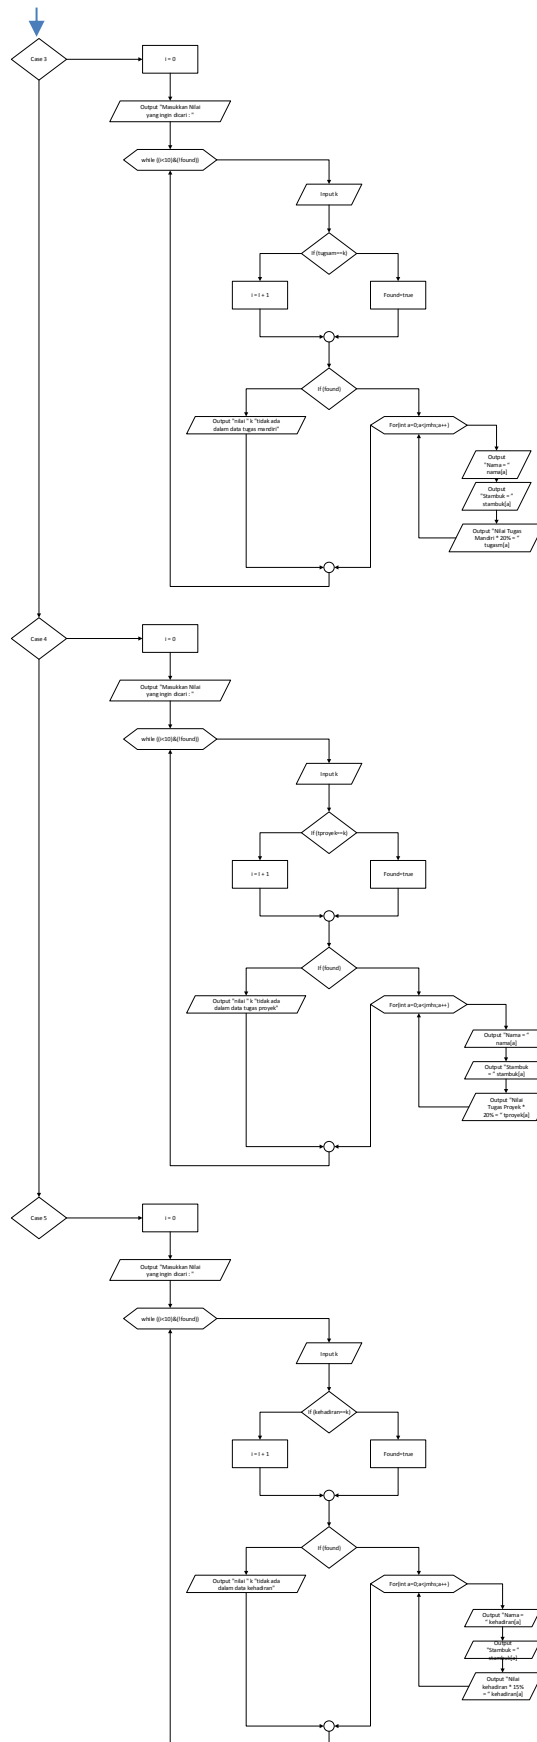 Case 3
i = 0
Output "Masukkan Nilai
yang ingin dicari : "
while ((i<10)&(!found))
Input k
If (tugsam==k)
i = I + 1
Found=true
If (found)
Output "nilai " k "tidak ada
dalam data tugas mandiri"
For(int a=0;a<jmhs;a++)
Output
"Nama = "
nama[a]
Output
"Stambuk = "
stambuk[a]
Output "Nilai Tugas
Mandiri * 20% = "
tugasm[a]
Case 4
i = 0
Output "Masukkan Nilai
yang ingin dicari : "
while ((i<10)&(!found))
Input k
If (tproyek==k)
i = I + 1
Found=true
If (found)
Output "nilai " k "tidak ada
dalam data tugas proyek"
For(int a=0;a<jmhs;a++)
Output "Nama = "
nama[a]
Output "Stambuk
= " stambuk[a]
Output "Nilai
Tugas Proyek *
20% = " tproyek[a]
Case 5
i = 0
Output "Masukkan Nilai
yang ingin dicari : "
while ((i<10)&(!found))
Input k
If (kehadiran==k)
i = I + 1
Found=true
If (found)
Output "nilai " k "tidak ada
dalam data kehadiran"
For(int a=0;a<jmhs;a++)
Output "Nama =
" kehadiran[a]
Output
"Stambuk = "
stambuk[a]
Output "Nilai
kehadiran * 15%
= " kehadiran[a]